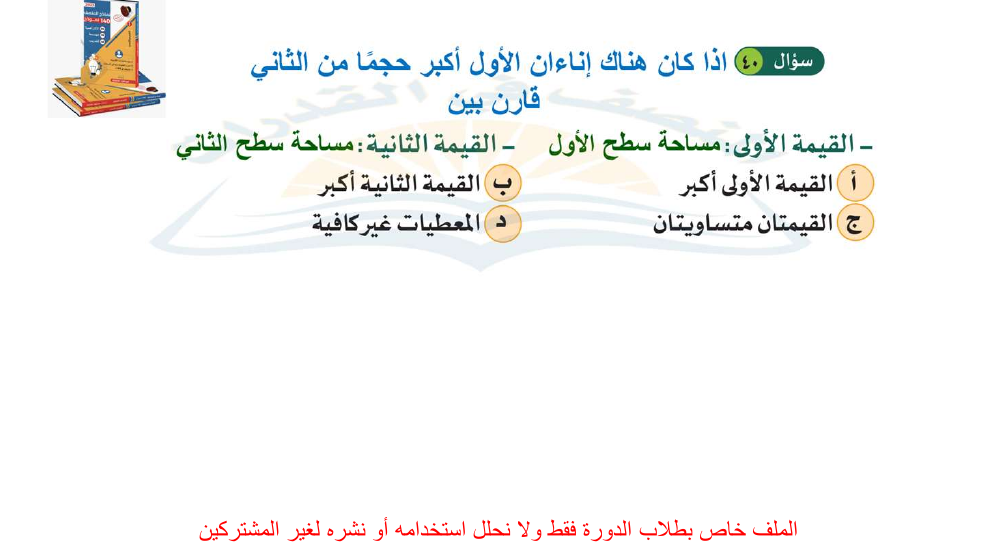 سؤال ٤٠ اذا كان هناك إناءان الأول أكبر حجمًا من الثاني
قارن بين
– القيمة الأولى: مساحة سطح الأول – القيمة الثانية: مساحة سطح الثاني
أ القيمة الأولى أكبر ب القيمة الثانية أكبر
ج القيمتان متساويتان د المعطيات غير كافية
الملف خاص بطلاب الدورة فقط ولا نحلل استخدامه أو نشره لغير المشتركين